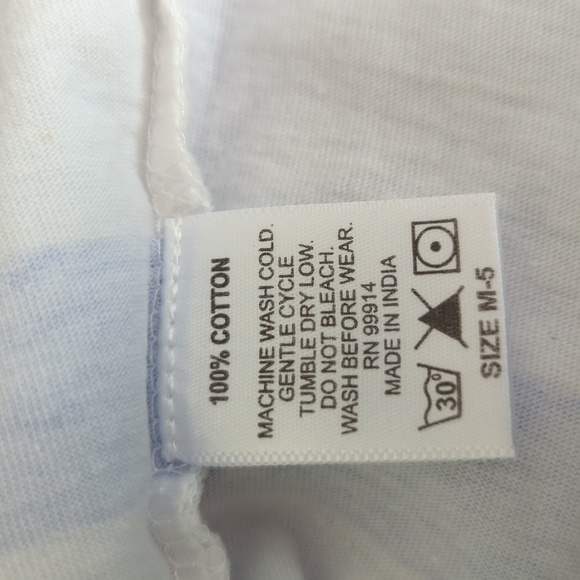 100% COTTON
MACHINE WASH COLD.
GENTLE CYCLE
TUMBLE DRY LOW.
DO NOT BLEACH.
WASH BEFORE WEAR.
RN 99914
MADE IN INDIA
30°
SIZE M-5